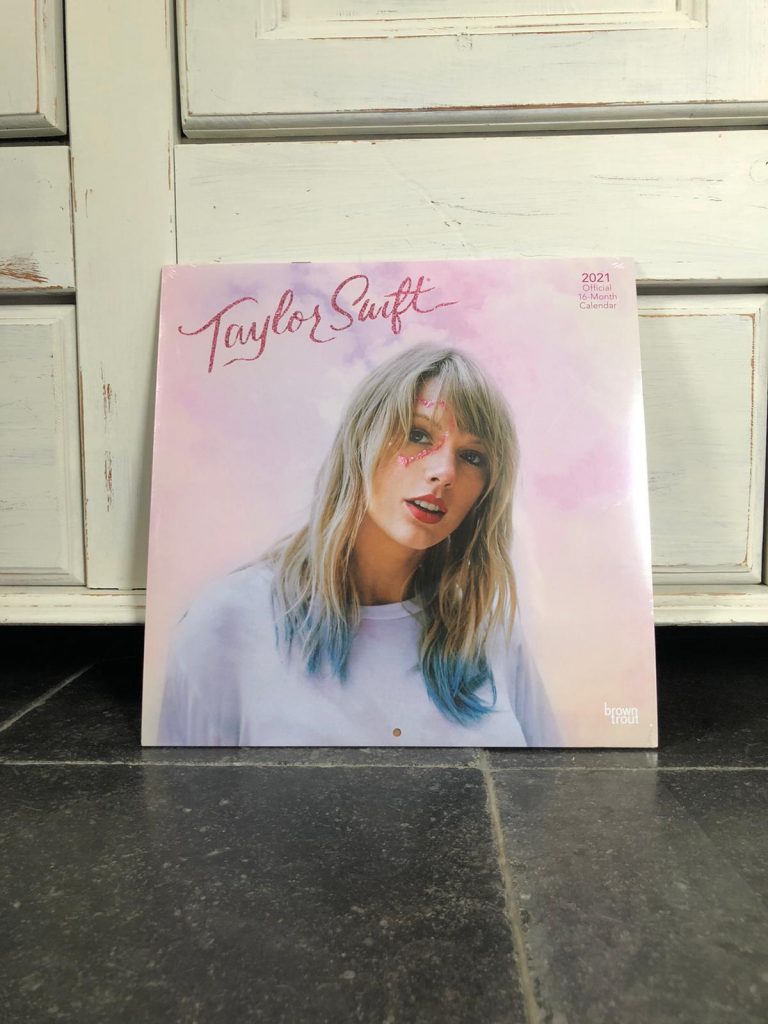 Taylor Swift
2021
Official
16-Month
Calendar
brown
trout